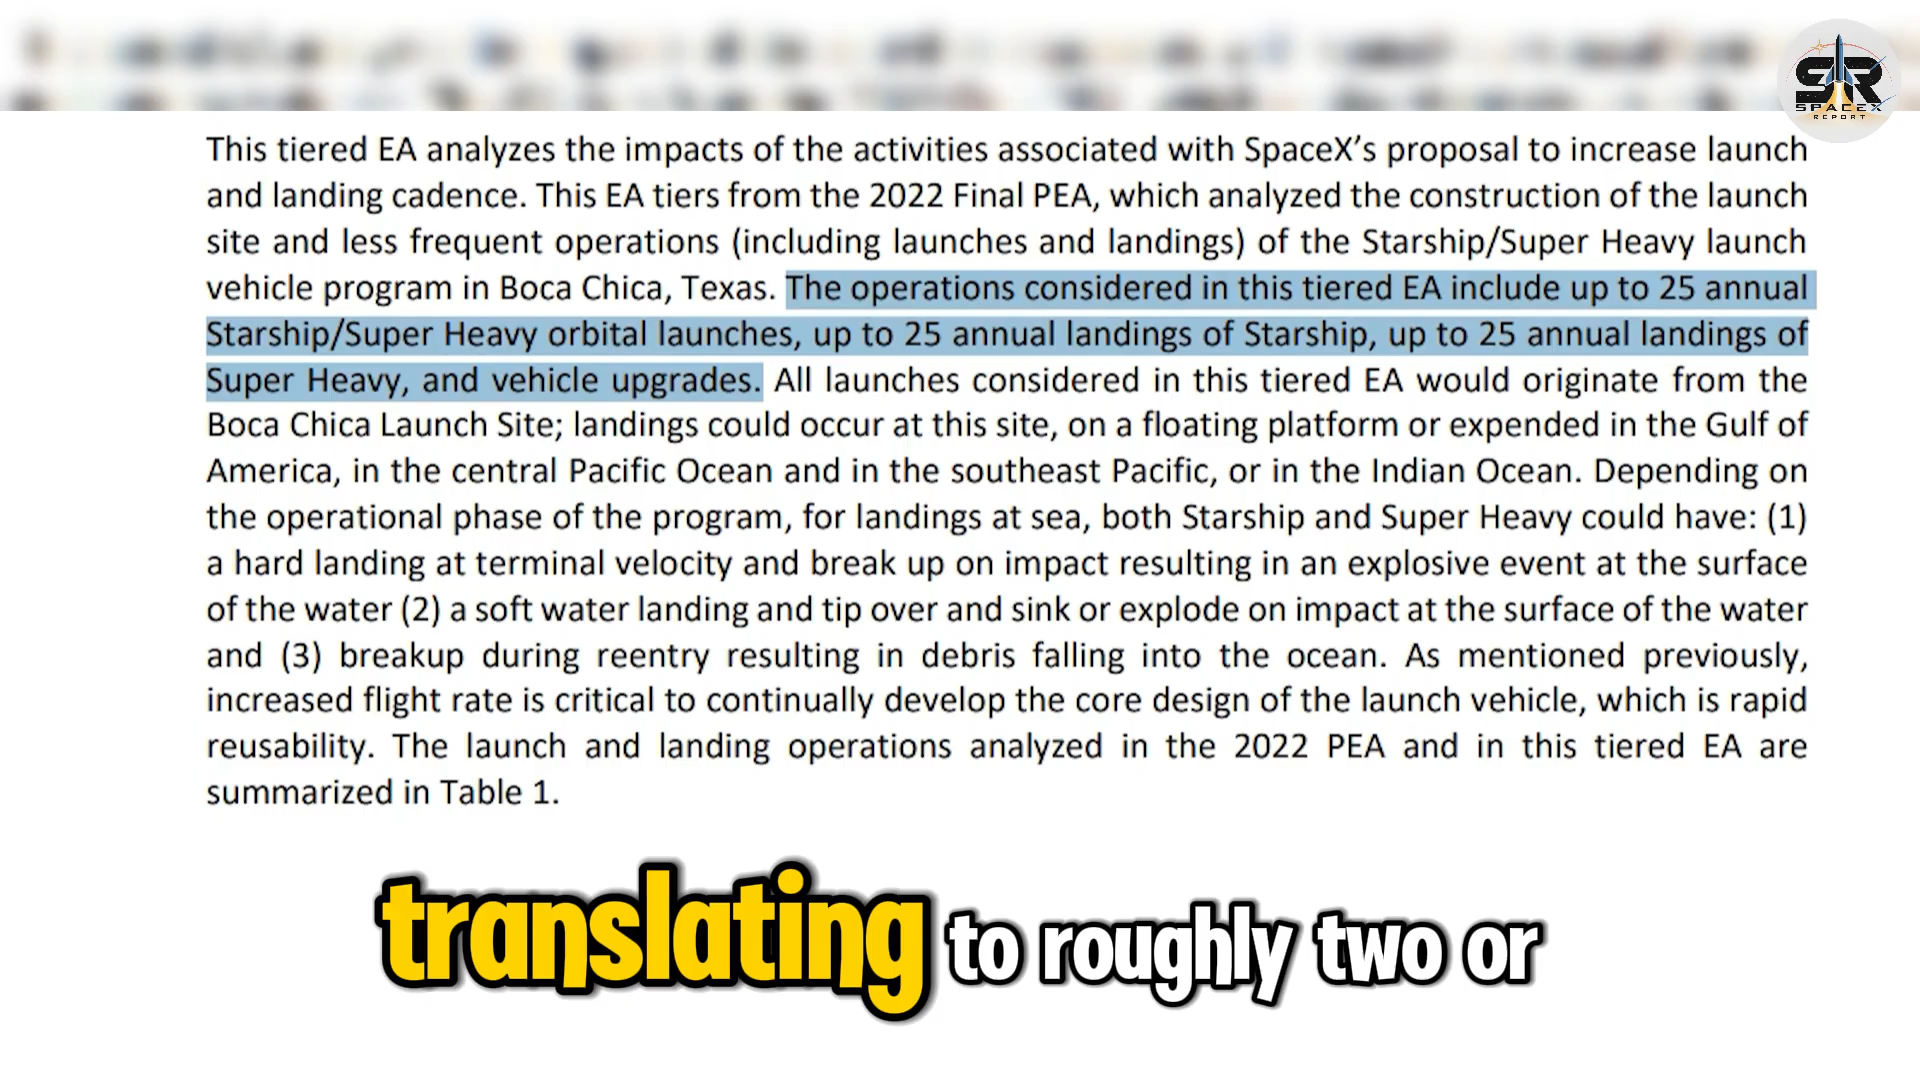 SR
SPACEX
REPORT
This tiered EA analyzes the impacts of the activities associated with SpaceX’s proposal to increase launch
and landing cadence. This EA tiers from the 2022 Final PEA, which analyzed the construction of the launch
site and less frequent operations (including launches and landings) of the Starship/Super Heavy launch
vehicle program in Boca Chica, Texas. The operations considered in this tiered EA include up to 25 annual
Starship/Super Heavy orbital launches, up to 25 annual landings of Starship, up to 25 annual landings of
Super Heavy, and vehicle upgrades. All launches considered in this tiered EA would originate from the
Boca Chica Launch Site; landings could occur at this site, on a floating platform or expended in the Gulf of
America, in the central Pacific Ocean and in the southeast Pacific, or in the Indian Ocean. Depending on
the operational phase of the program, for landings at sea, both Starship and Super Heavy could have: (1)
a hard landing at terminal velocity and break up on impact resulting in an explosive event at the surface
of the water (2) a soft water landing and tip over and sink or explode on impact at the surface of the water
and (3) breakup during reentry resulting in debris falling into the ocean. As mentioned previously,
increased flight rate is critical to continually develop the core design of the launch vehicle, which is rapid
reusability. The launch and landing operations analyzed in the 2022 PEA and in this tiered EA are
summarized in Table 1.
translating to roughly two or